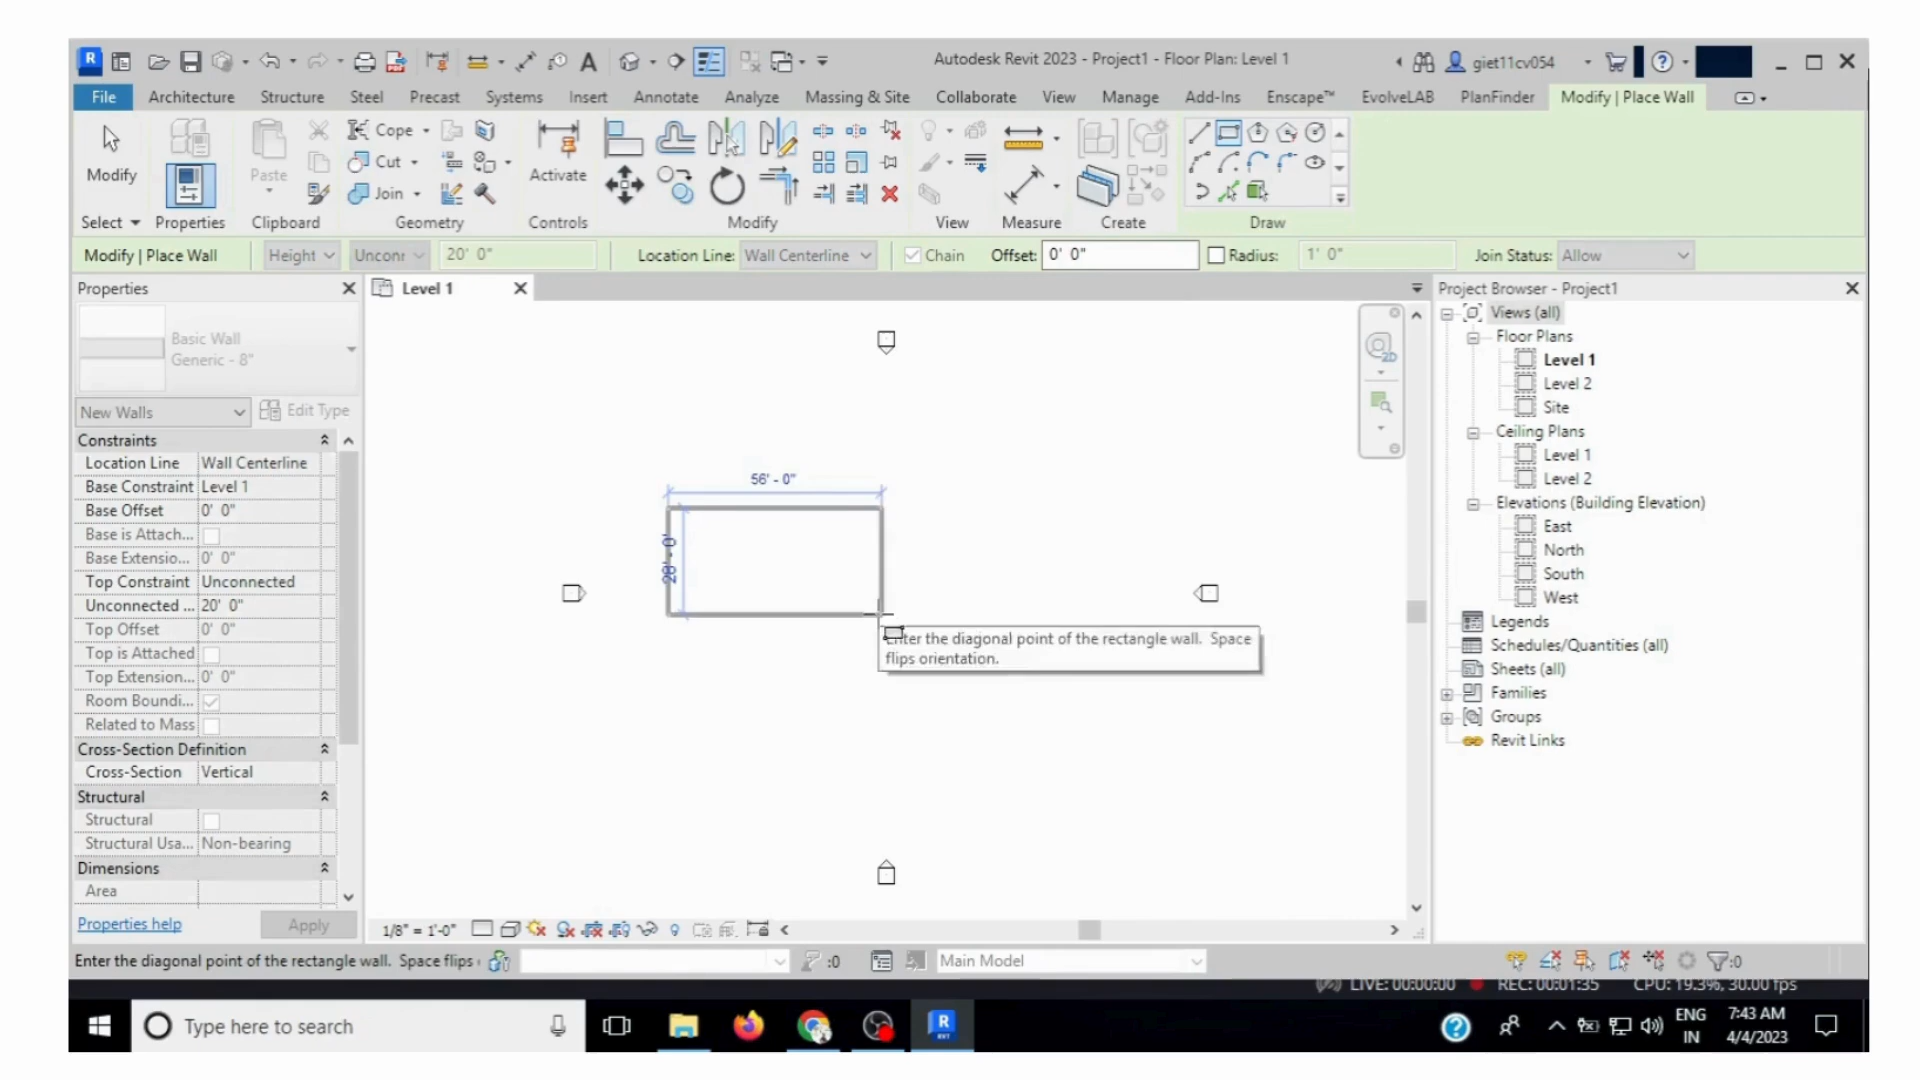 Autodesk Revit 2023 - Project1 - Floor Plan: Level 1
giet11cv054
File Architecture Structure Steel Precast Systems Insert Annotate Analyze Massing & Site Collaborate View Manage Add-Ins Enscape™ EvolveLAB PlanFinder Modify | Place Wall
Modify
Paste
Cope
Cut
Join
Activate
Select Properties Clipboard Geometry Controls Modify View Measure Create Draw
Modify | Place Wall Height Unconr 20' 0" Location Line: Wall Centerline Chain Offset: 0' 0" Radius: 1' 0" Join Status: Allow
Properties
Level 1
Project Browser - Project1
Basic Wall
Generic - 8"
New Walls Edit Type
Constraints
Location Line Wall Centerline
Base Constraint Level 1
Base Offset 0' 0"
Base is Attach...
Base Extensio... 0' 0"
Top Constraint Unconnected
Unconnected ... 20' 0"
Top Offset 0' 0"
Top is Attached
Top Extension... 0' 0"
Room Boundi...
Related to Mass
Cross-Section Definition
Cross-Section Vertical
Structural
Structural
Structural Usa... Non-bearing
Dimensions
Area
Properties help Apply
2D
56' - 0"
28' - 0"
Enter the diagonal point of the rectangle wall. Space
flips orientation.
Views (all)
Floor Plans
Level 1
Level 2
Site
Ceiling Plans
Level 1
Level 2
Elevations (Building Elevation)
East
North
South
West
Legends
Schedules/Quantities (all)
Sheets (all)
Families
Groups
Revit Links
1/8" = 1'-0"
Enter the diagonal point of the rectangle wall. Space flips :0 Main Model :0
LIVE: 00:00:00 REC: 00:01:35 CPU: 19.3%, 30.00 fps
Type here to search
ENG
IN
7:43 AM
4/4/2023